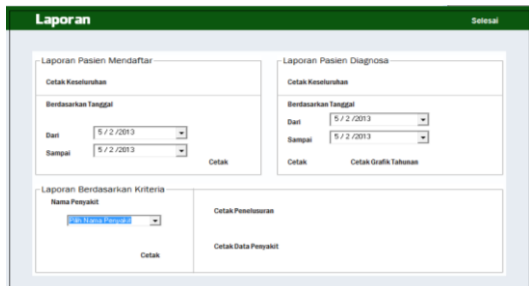 Laporan
Selesai
Laporan Pasien Mendaftar
Cetak Keseluruhan
Berdasarkan Tanggal
Dari 5 / 2 /2013
Sampai 5 / 2 /2013
Cetak
Laporan Pasien Diagnosa
Cetak Keseluruhan
Berdasarkan Tanggal
Dari 5 / 2 /2013
Sampai 5 / 2 /2013
Cetak Cetak Grafik Tahunan
Laporan Berdasarkan Kriteria
Nama Penyakit
Pilih Nama Penyakit
Cetak
Cetak Penelusuran
Cetak Data Penyakit